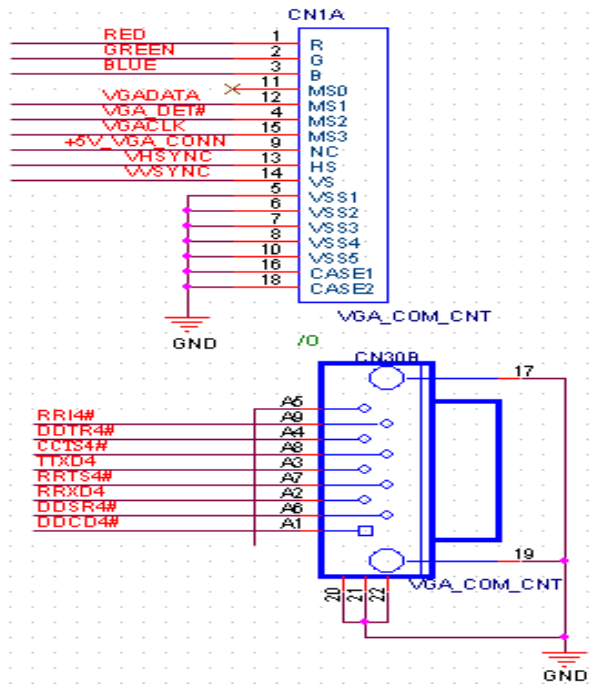 CN1A
RED 1 R
GREEN 2 G
BLUE 3 B
11 MS0
VGADATA 12 MS1
VGA_DET# 4 MS2
VGACLK 15 MS3
+5V_VGA_CONN 9 NC
VHSYNC 13 HS
VVSYNC 14 VS
5 VSS1
6 VSS2
7 VSS3
8 VSS4
10 VSS5
16 CASE1
18 CASE2
VGA_COM_CNT
GND
/O
CN30B
17
A5
RRI4# A9
DDTR4# A4
CCTS4# A8
TTXD4 A3
RRTS4# A7
RRXD4 A2
DDSR4# A6
DDCD4# A1
19
VGA_COM_CNT
20 21 22
GND